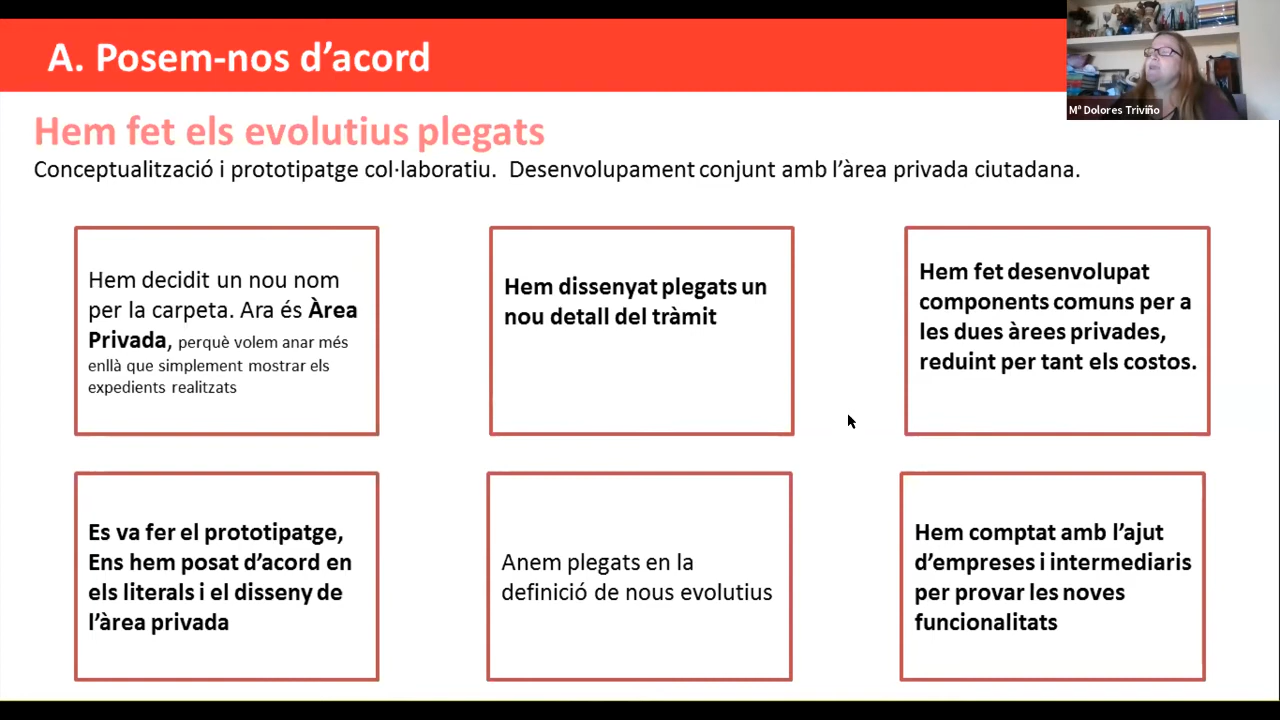 A. Posem-nos d'acord
Mª Dolores Triviño
Hem fet els evolutius plegats
Conceptualització i prototipatge col·laboratiu.  Desenvolupament conjunt amb l'àrea privada ciutadana.
Hem decidit un nou nom
per la carpeta. Ara és Àrea
Privada, perquè volem anar més
enllà que simplement mostrar els
expedients realitzats
Hem dissenyat plegats un
nou detall del tràmit
Hem fet desenvolupat
components comuns per a
les dues àrees privades,
reduint per tant els costos.
Es va fer el prototipatge,
Ens hem posat d'acord en
els literals i el disseny de
l'àrea privada
Anem plegats en la
definició de nous evolutius
Hem comptat amb l'ajut
d'empreses i intermediaris
per provar les noves
funcionalitats